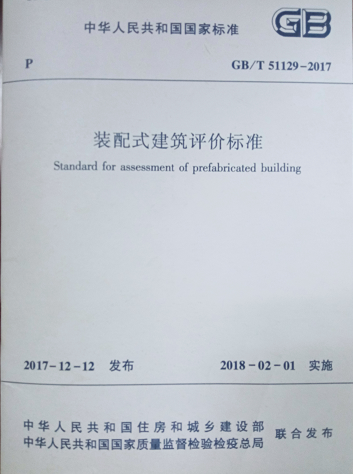 中华人民共和国国家标准
GB
P
GB/T 51129-2017
装配式建筑评价标准
Standard for assessment of prefabricated building
2017-12-12 发布
2018-02-01 实施
中华人民共和国住房和城乡建设部
中华人民共和国国家质量监督检验检疫总局
联合发布